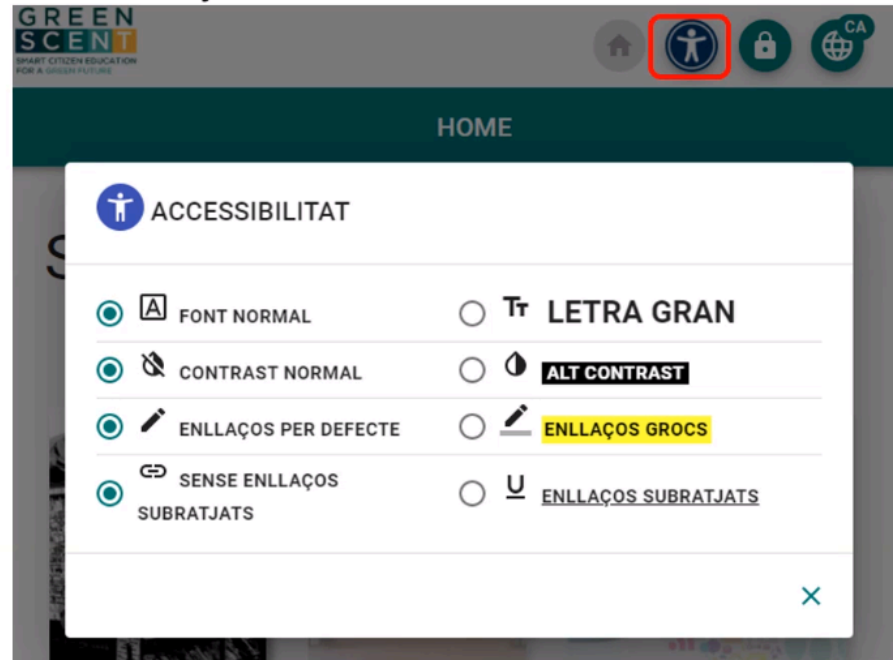 GREEN
SCENT
SMART CITIZEN EDUCATION
FOR A GREEN FUTURE
CA
HOME
ACCESSIBILITAT
S
A FONT NORMAL
TT LETRA GRAN
CONTRAST NORMAL
ALT CONTRAST
ENLLAÇOS PER DEFECTE
ENLLAÇOS GROCS
SENSE ENLLAÇOS
SUBRATJATS
U ENLLAÇOS SUBRATJATS